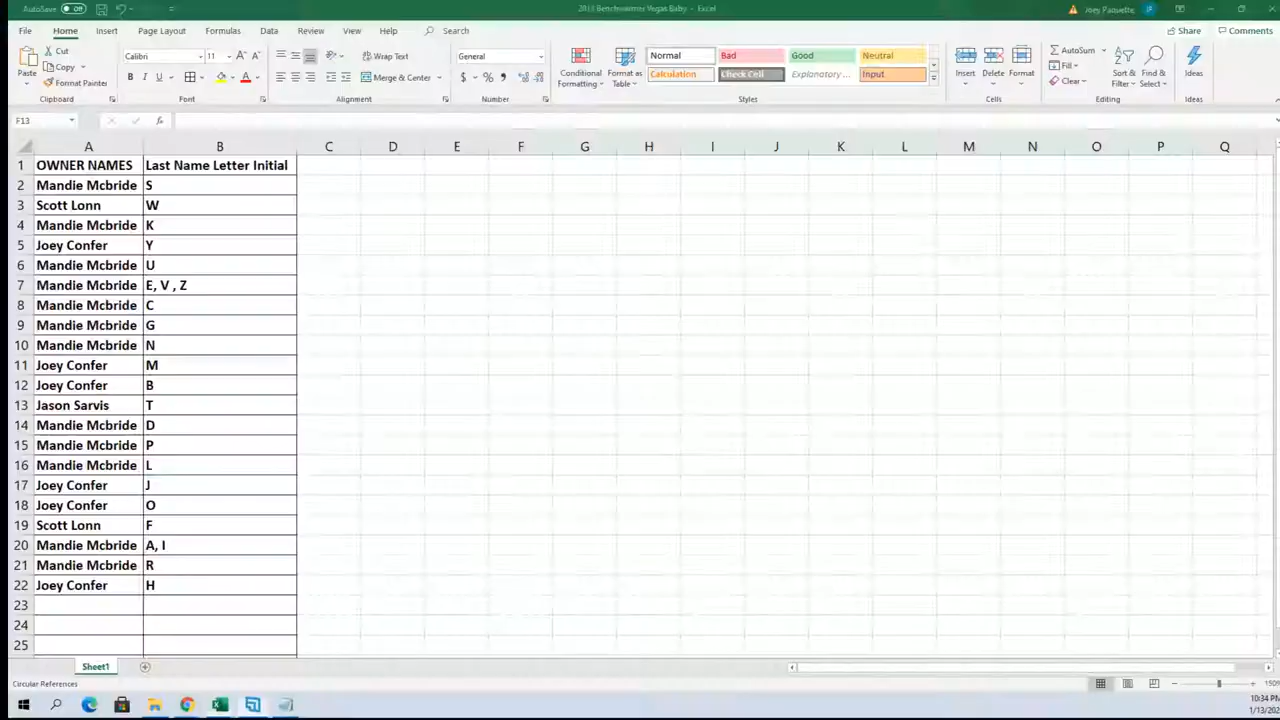 AutoSave Off 2013 Benchwarmer Vegas Baby - Excel Joey Paquette JP
File Home Insert Page Layout Formulas Data Review View Help Search Share Comments
Cut
Copy
Format Painter
Paste
Clipboard
Calibri 11
B I U
Font
Wrap Text
Merge & Center
Alignment
General
$ % ,
Number
Conditional Formatting
Format as Table
Normal Bad Good Neutral
Calculation Check Cell Explanatory... Input
Styles
Insert Delete Format
Cells
AutoSum
Fill
Clear
Sort & Filter
Find & Select
Editing
Ideas
Ideas
F13 fx
A B C D E F G H I J K L M N O P Q
1 OWNER NAMES Last Name Letter Initial
2 Mandie Mcbride S
3 Scott Lonn W
4 Mandie Mcbride K
5 Joey Confer Y
6 Mandie Mcbride U
7 Mandie Mcbride E, V , Z
8 Mandie Mcbride C
9 Mandie Mcbride G
10 Mandie Mcbride N
11 Joey Confer M
12 Joey Confer B
13 Jason Sarvis T
14 Mandie Mcbride D
15 Mandie Mcbride P
16 Mandie Mcbride L
17 Joey Confer J
18 Joey Confer O
19 Scott Lonn F
20 Mandie Mcbride A, I
21 Mandie Mcbride R
22 Joey Confer H
23
24
25
Sheet1
Circular References 150%
10:34 PM